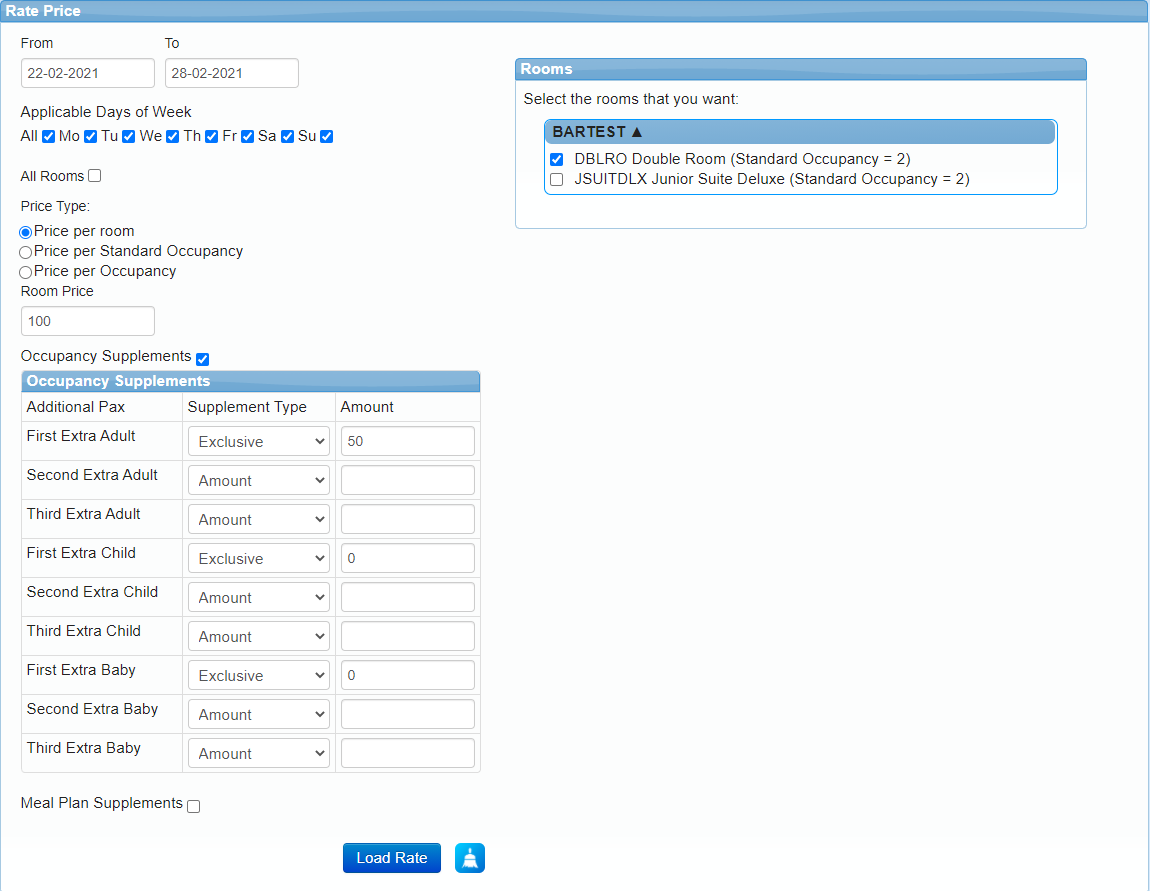 Rate Price
From To
22-02-2021 28-02-2021
Applicable Days of Week
All Mo Tu We Th Fr Sa Su
All Rooms
Price Type:
Price per room
Price per Standard Occupancy
Price per Occupancy
Room Price
100
Occupancy Supplements
Occupancy Supplements
Additional Pax Supplement Type Amount
First Extra Adult Exclusive 50
Second Extra Adult Amount
Third Extra Adult Amount
First Extra Child Exclusive 0
Second Extra Child Amount
Third Extra Child Amount
First Extra Baby Exclusive 0
Second Extra Baby Amount
Third Extra Baby Amount
Meal Plan Supplements
Load Rate
Rooms
Select the rooms that you want:
BARTEST ▲
DBLRO Double Room (Standard Occupancy = 2)
JSUITDLX Junior Suite Deluxe (Standard Occupancy = 2)